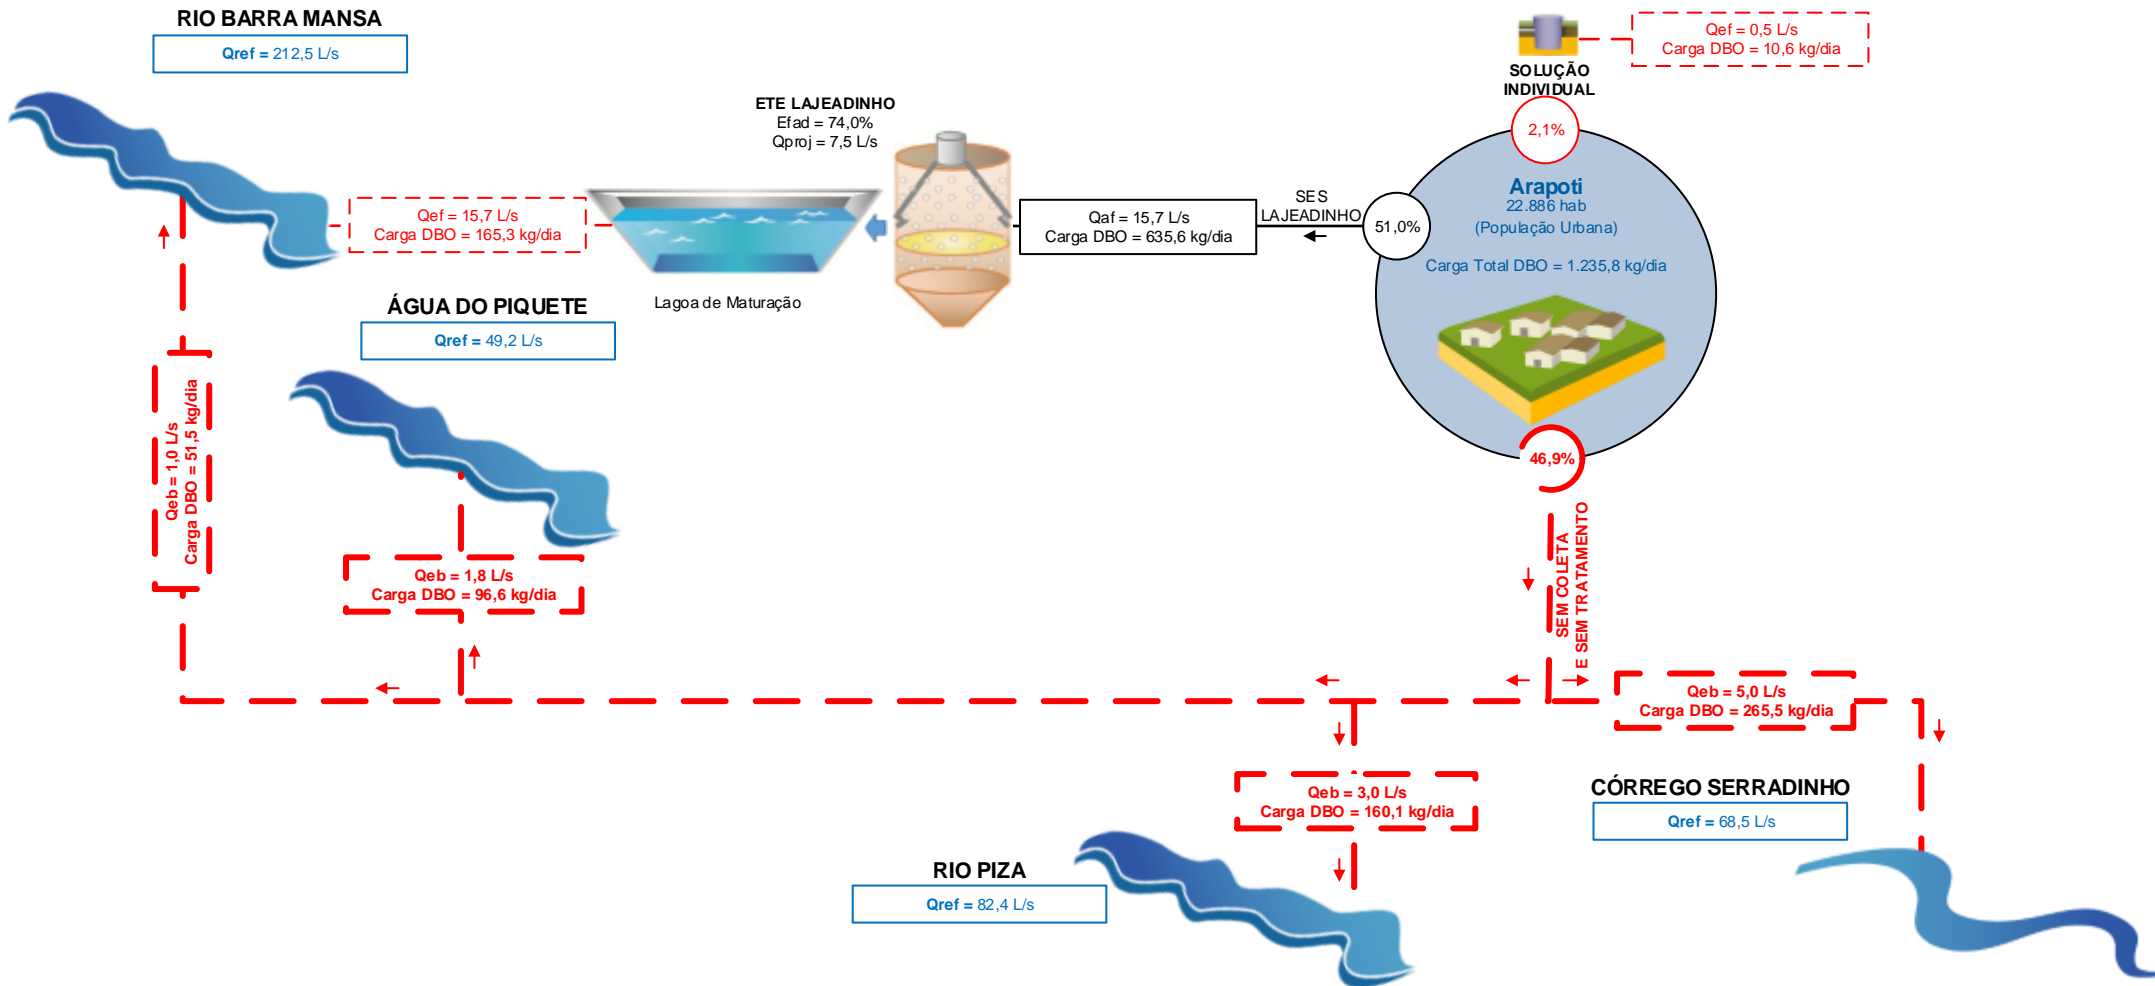 RIO BARRA MANSA
Qref = 212,5 L/s
Qef = 0,5 L/s
Carga DBO = 10,6 kg/dia
SOLUÇÃO
INDIVIDUAL
2,1%
ETE LAJEADINHO
Efad = 74,0%
Qproj = 7,5 L/s
Arapoti
22.886 hab
(População Urbana)
Carga Total DBO = 1.235,8 kg/dia
SES
LAJEADINHO
51,0%
Qaf = 15,7 L/s
Carga DBO = 635,6 kg/dia
Qef = 15,7 L/s
Carga DBO = 165,3 kg/dia
Lagoa de Maturação
ÁGUA DO PIQUETE
Qref = 49,2 L/s
Qeb = 1,0 L/s
Carga DBO = 51,5 kg/dia
46,9%
Qeb = 1,8 L/s
Carga DBO = 96,6 kg/dia
SEM COLETA
E SEM TRATAMENTO
Qeb = 5,0 L/s
Carga DBO = 265,5 kg/dia
Qeb = 3,0 L/s
Carga DBO = 160,1 kg/dia
CÓRREGO SERRADINHO
Qref = 68,5 L/s
RIO PIZA
Qref = 82,4 L/s